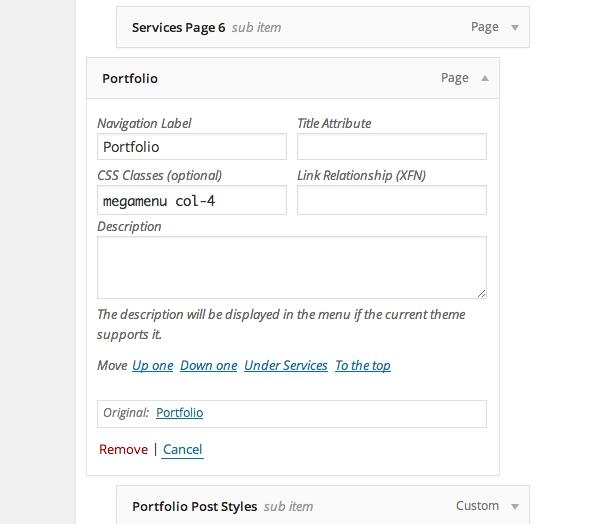 Services Page 6 sub item Page
Portfolio Page
Navigation Label Title Attribute
Portfolio
CSS Classes (optional) Link Relationship (XFN)
megamenu col-4
Description
The description will be displayed in the menu if the current theme
supports it.
Move Up one Down one Under Services To the top
Original: Portfolio
Remove | Cancel
Portfolio Post Styles sub item Custom